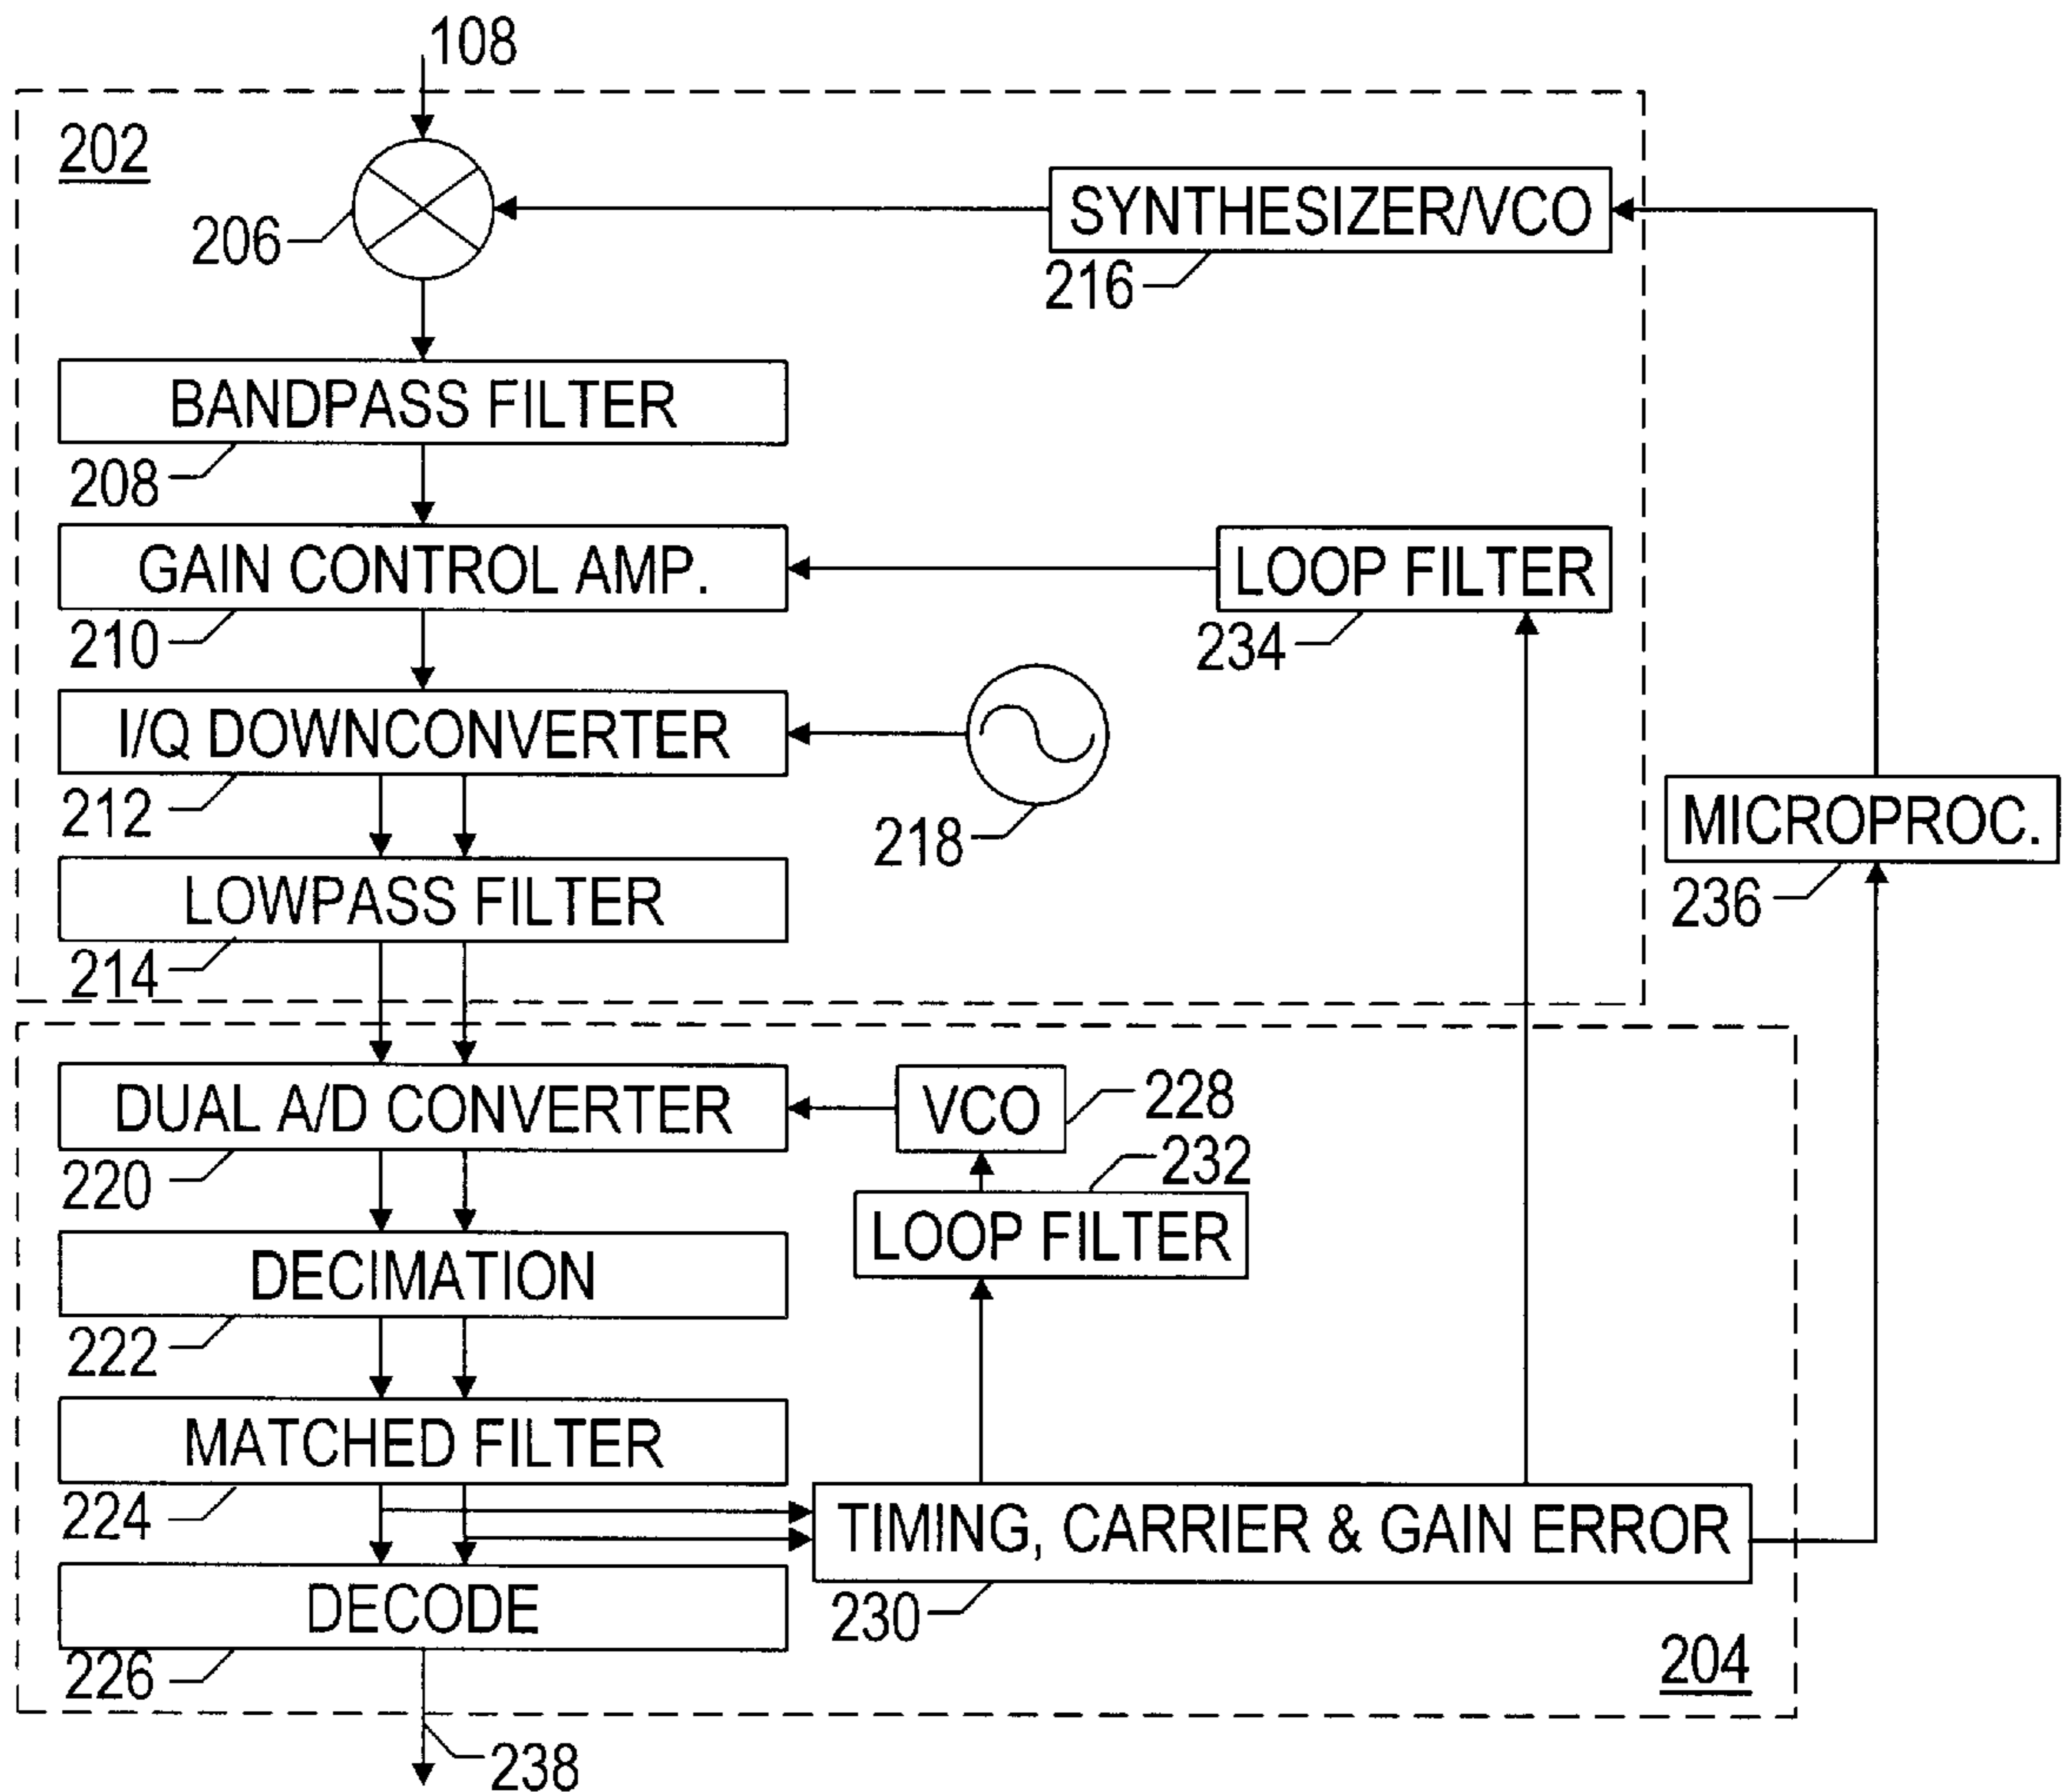 108
202
206
SYNTHESIZER/VCO
216
BANDPASS FILTER
208
GAIN CONTROL AMP.
210
LOOP FILTER
234
I/Q DOWNCONVERTER
212
218
MICROPROC.
236
LOWPASS FILTER
214
DUAL A/D CONVERTER
220
VCO
228
232
LOOP FILTER
DECIMATION
222
MATCHED FILTER
224
TIMING, CARRIER & GAIN ERROR
230
DECODE
226
204
238